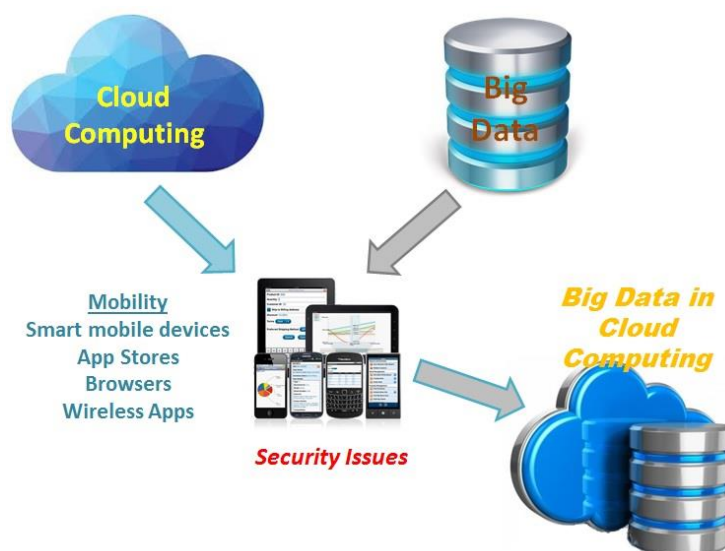 Cloud
Computing
Big
Data
Mobility
Smart mobile devices
App Stores
Browsers
Wireless Apps
Security Issues
Big Data in
Cloud
Computing